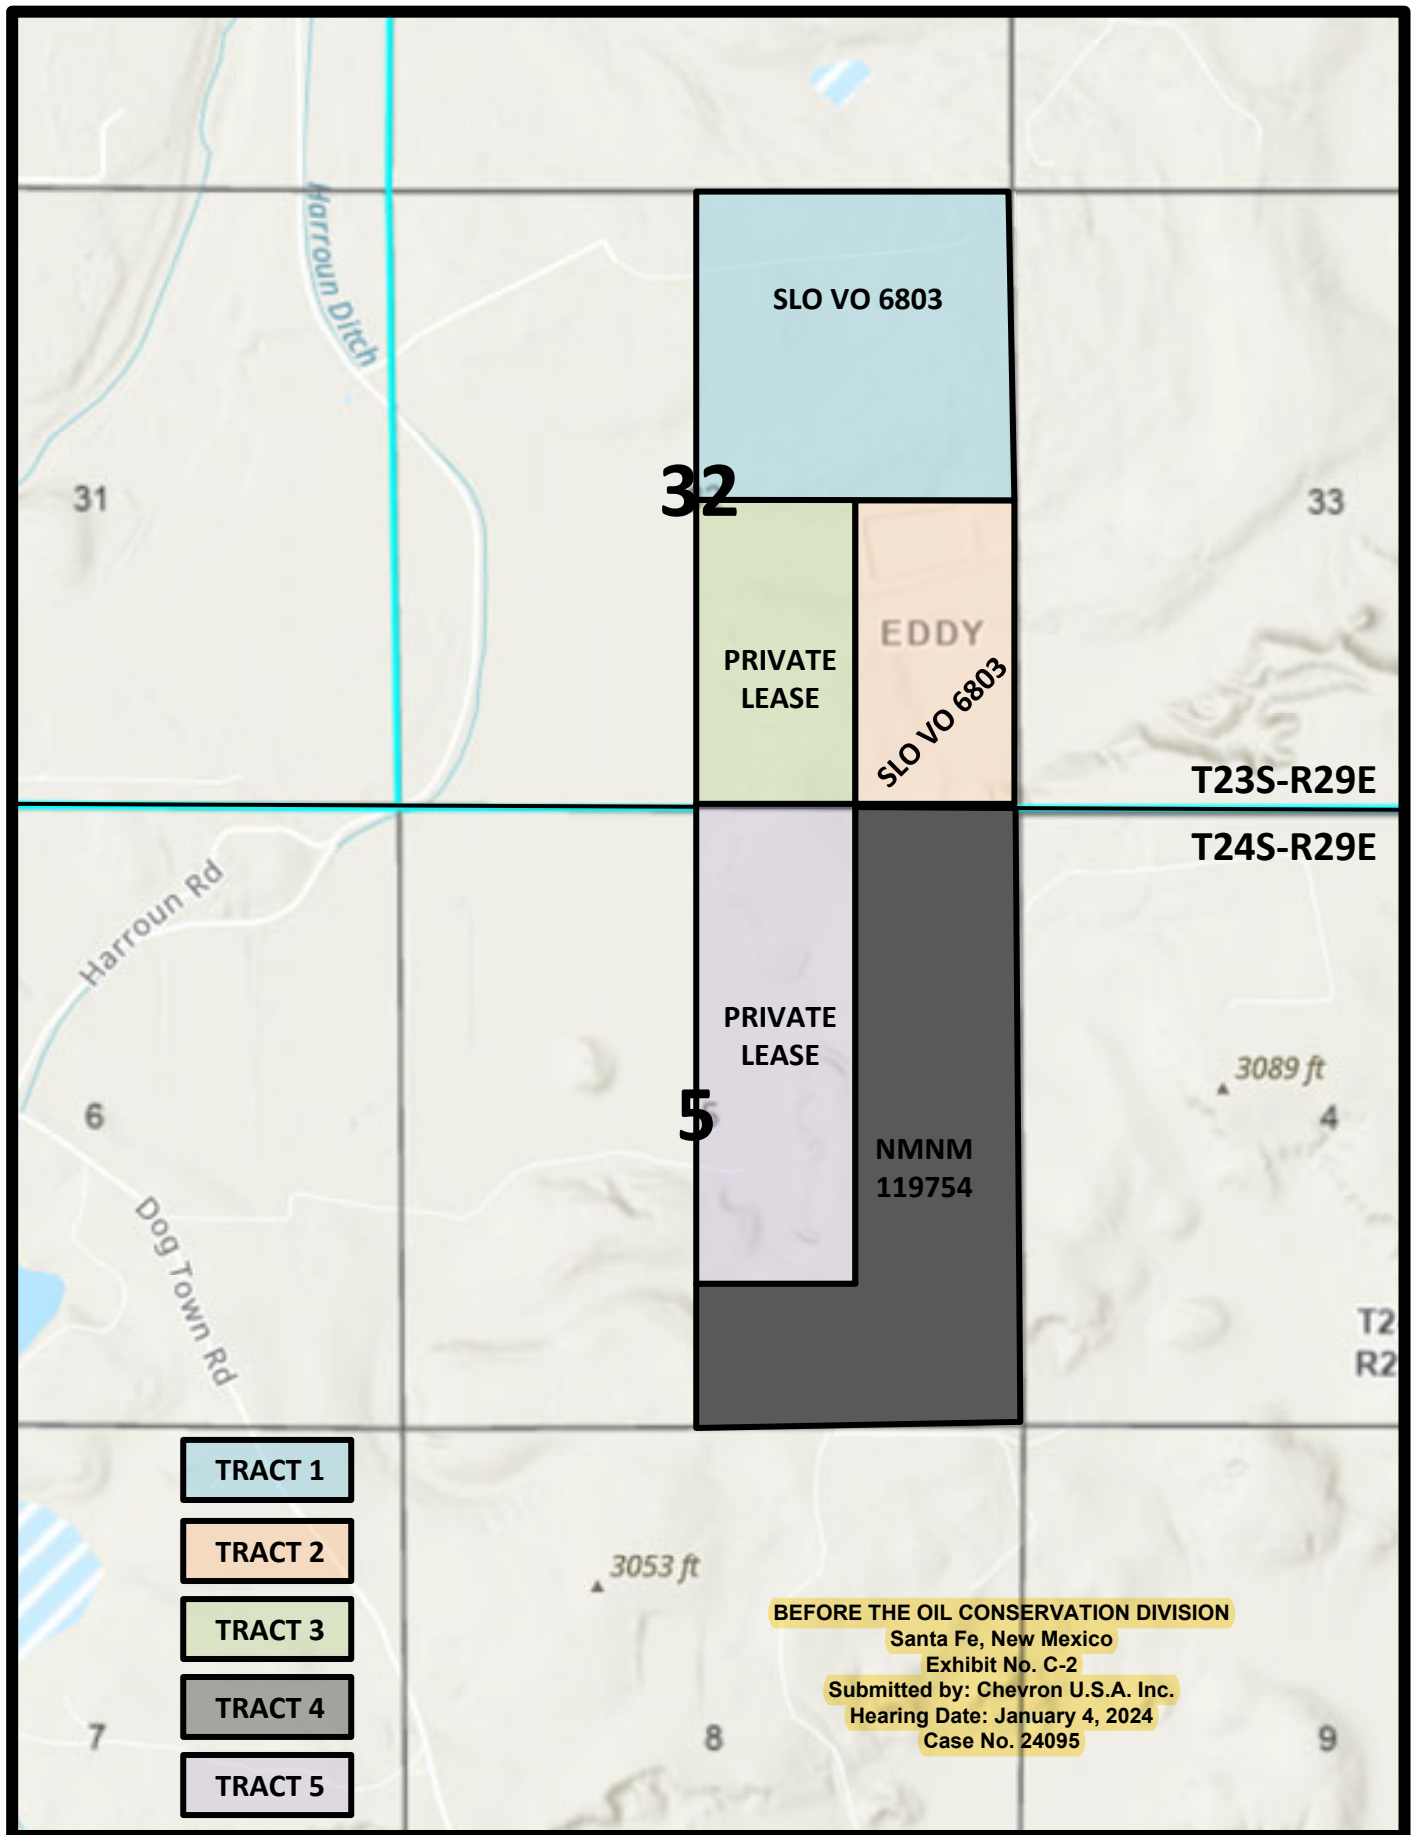 Harroun Ditch
SLO VO 6803
31
32
33
EDDY
PRIVATE
LEASE
SLO VO 6803
T23S-R29E
T24S-R29E
Harroun Rd
PRIVATE
LEASE
3089 ft
6
5
4
NMNM
119754
Dog Town Rd
T2
R2
TRACT 1
TRACT 2
TRACT 3
TRACT 4
TRACT 5
3053 ft
BEFORE THE OIL CONSERVATION DIVISION
Santa Fe, New Mexico
Exhibit No. C-2
Submitted by: Chevron U.S.A. Inc.
Hearing Date: January 4, 2024
Case No. 24095
7
8
9